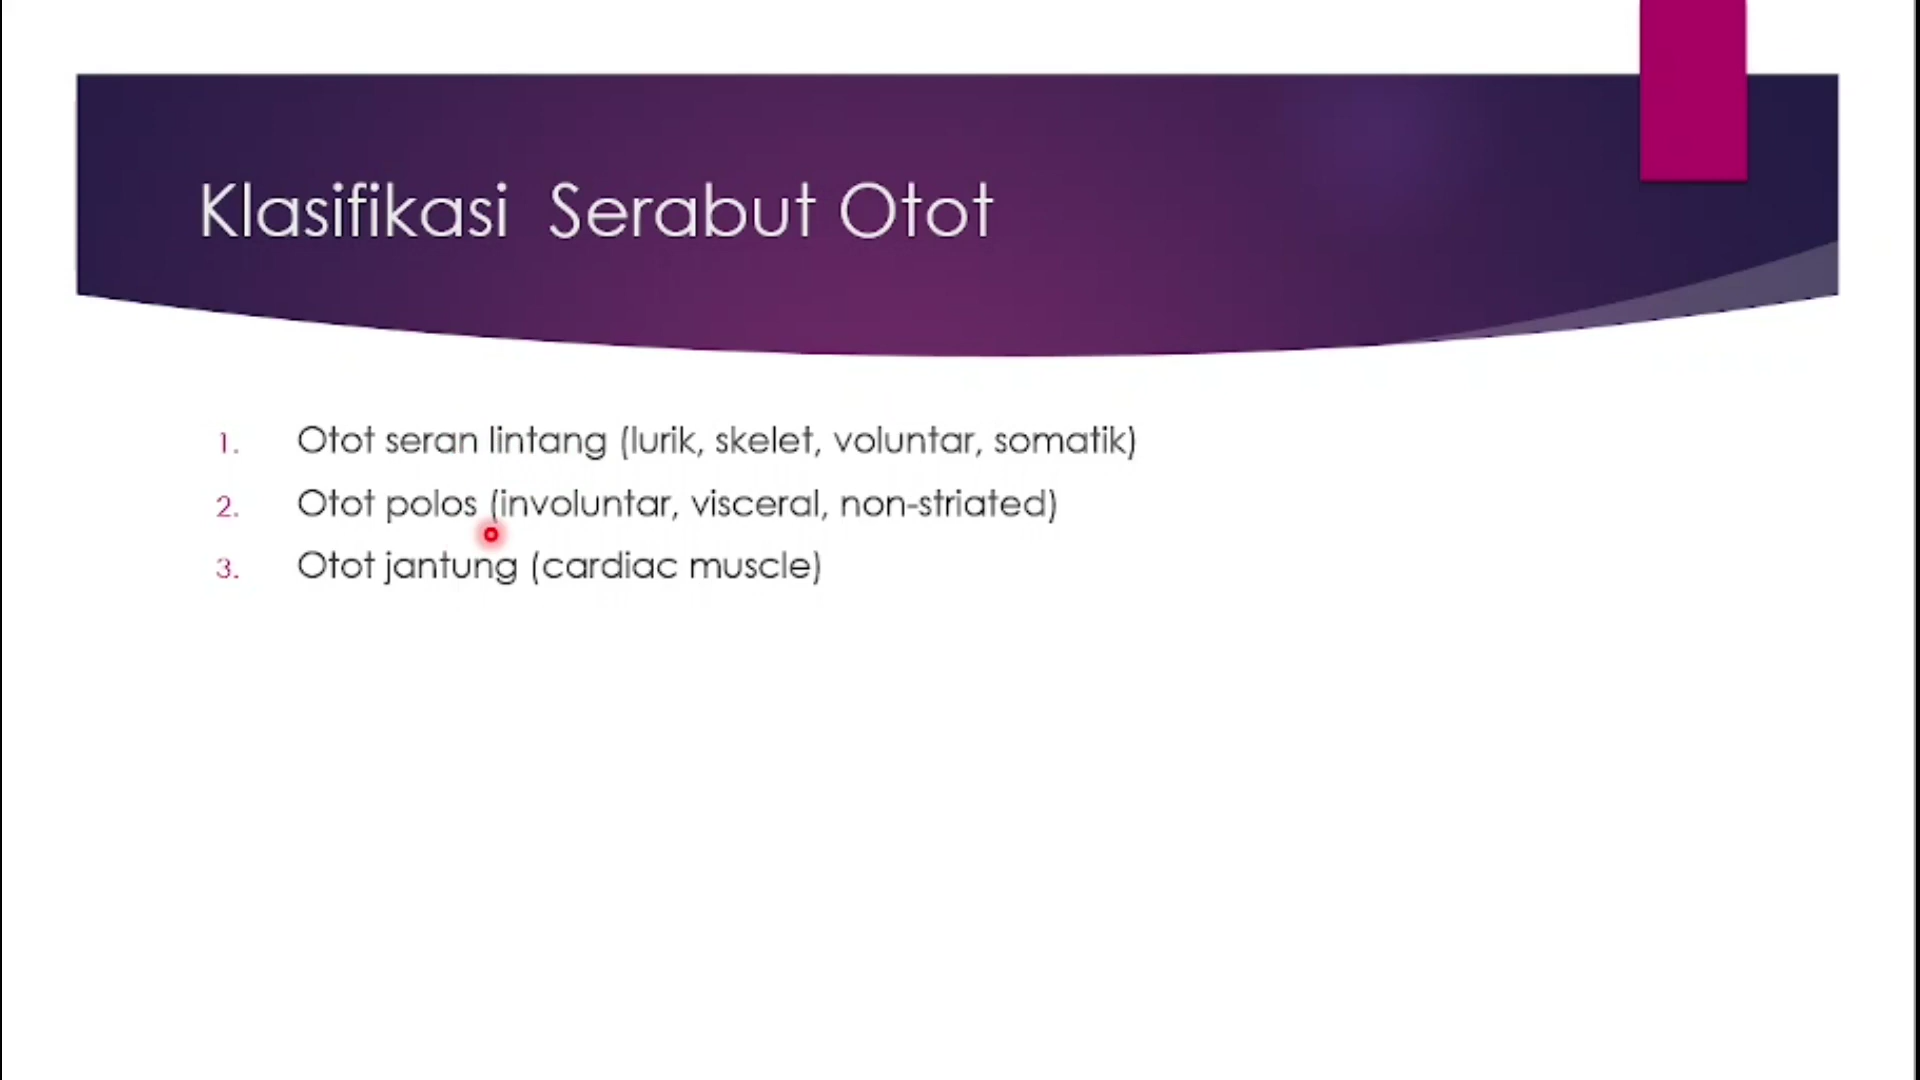 Klasifikasi Serabut Otot
1. Otot seran lintang (lurik, skelet, voluntar, somatik)
2. Otot polos (involuntar, visceral, non-striated)
3. Otot jantung (cardiac muscle)